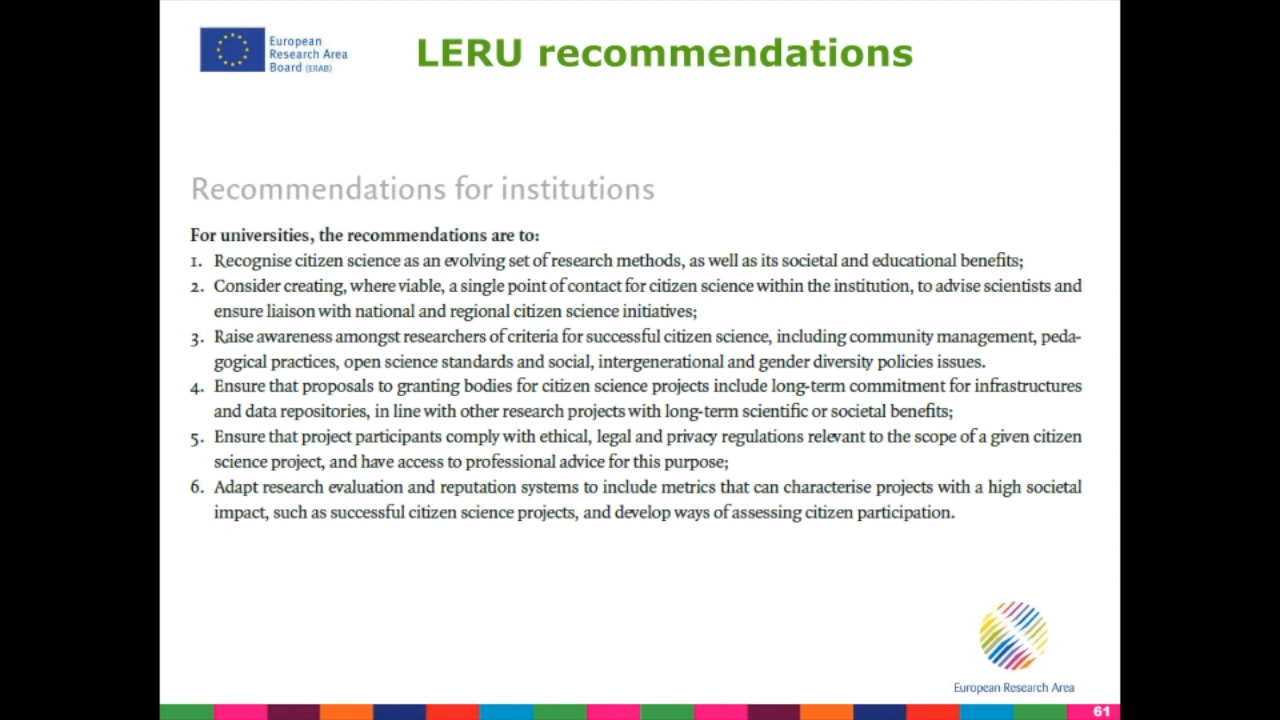 European
Research Area
Board (ERAB)
LERU recommendations
Recommendations for institutions
For universities, the recommendations are to:
1. Recognise citizen science as an evolving set of research methods, as well as its societal and educational benefits;
2. Consider creating, where viable, a single point of contact for citizen science within the institution, to advise scientists and
ensure liaison with national and regional citizen science initiatives;
3. Raise awareness amongst researchers of criteria for successful citizen science, including community management, peda-
gogical practices, open science standards and social, intergenerational and gender diversity policies issues.
4. Ensure that proposals to granting bodies for citizen science projects include long-term commitment for infrastructures
and data repositories, in line with other research projects with long-term scientific or societal benefits;
5. Ensure that project participants comply with ethical, legal and privacy regulations relevant to the scope of a given citizen
science project, and have access to professional advice for this purpose;
6. Adapt research evaluation and reputation systems to include metrics that can characterise projects with a high societal
impact, such as successful citizen science projects, and develop ways of assessing citizen participation.
European Research Area
61